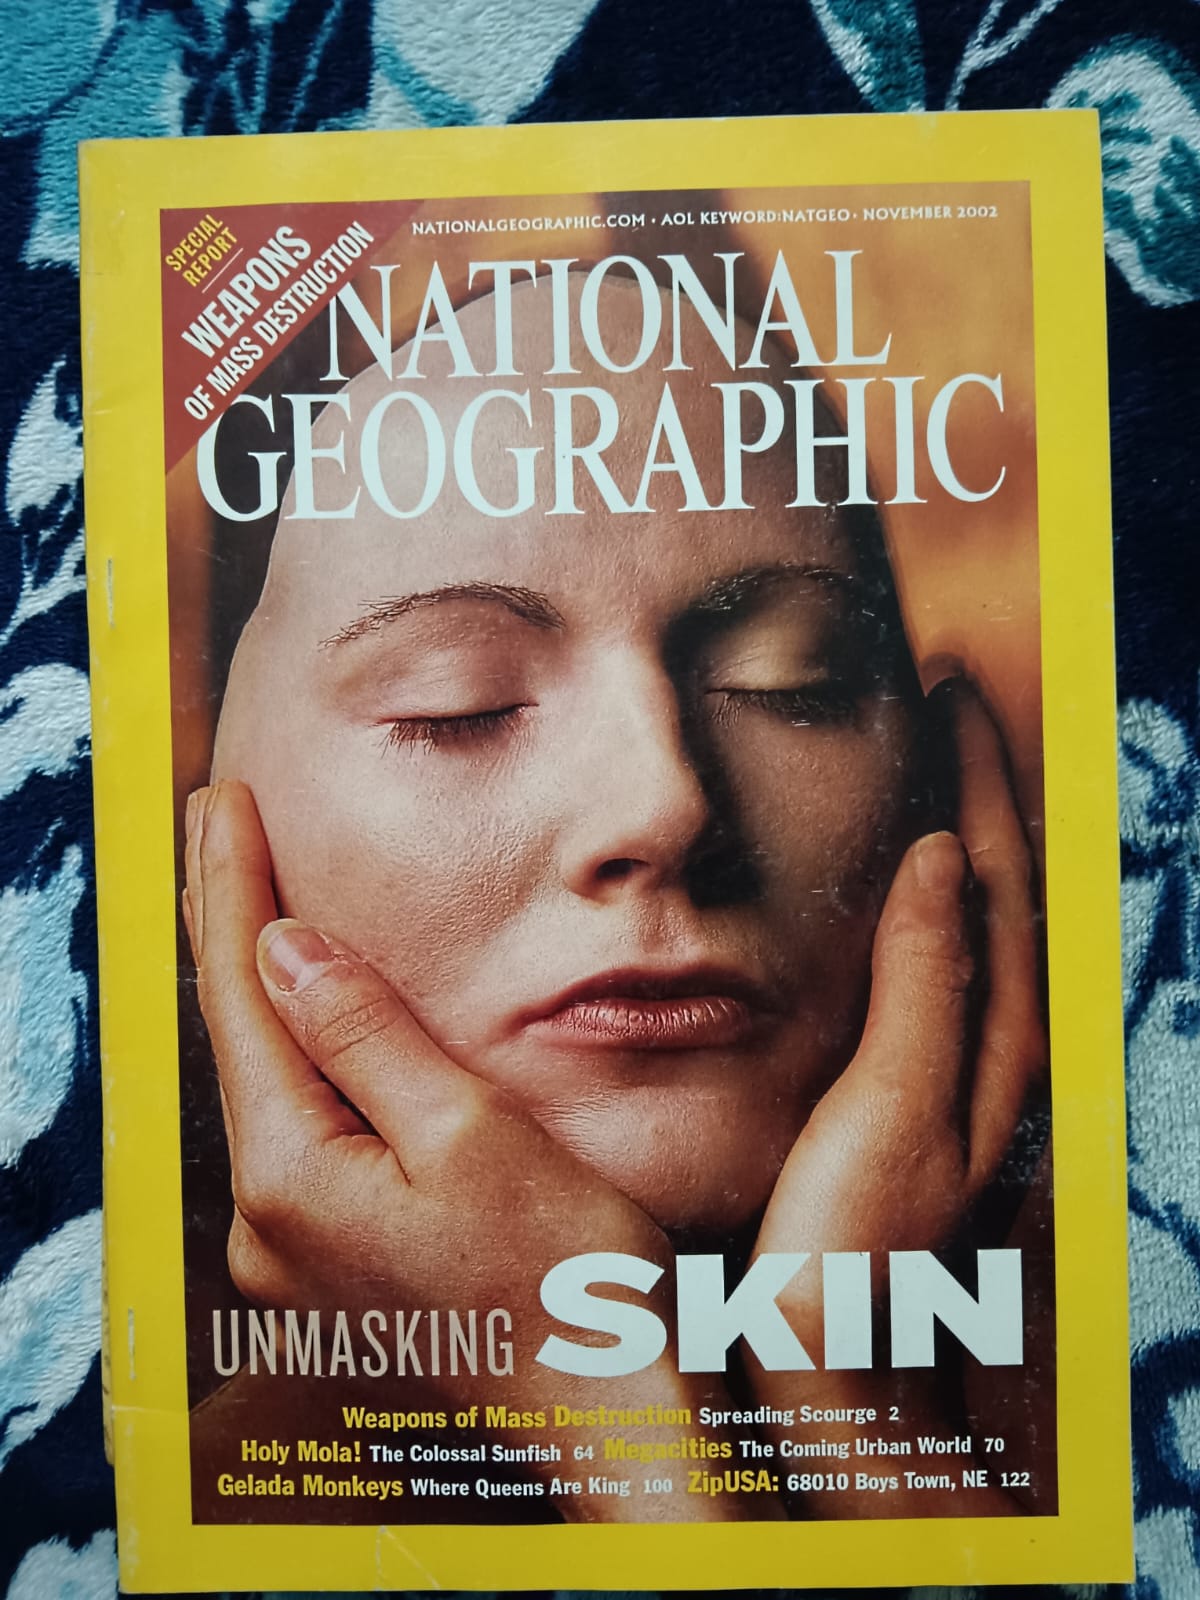 NATIONALGEOGRAPHIC.COM • AOL KEYWORD:NATGEO • NOVEMBER 2002
SPECIAL
REPORT
WEAPONS
OF MASS DESTRUCTION
NATIONAL
GEOGRAPHIC
UNMASKING SKIN
Weapons of Mass Destruction Spreading Scourge 2
Holy Mola! The Colossal Sunfish 64 Megacities The Coming Urban World 70
Gelada Monkeys Where Queens Are King 100 ZipUSA: 68010 Boys Town, NE 122